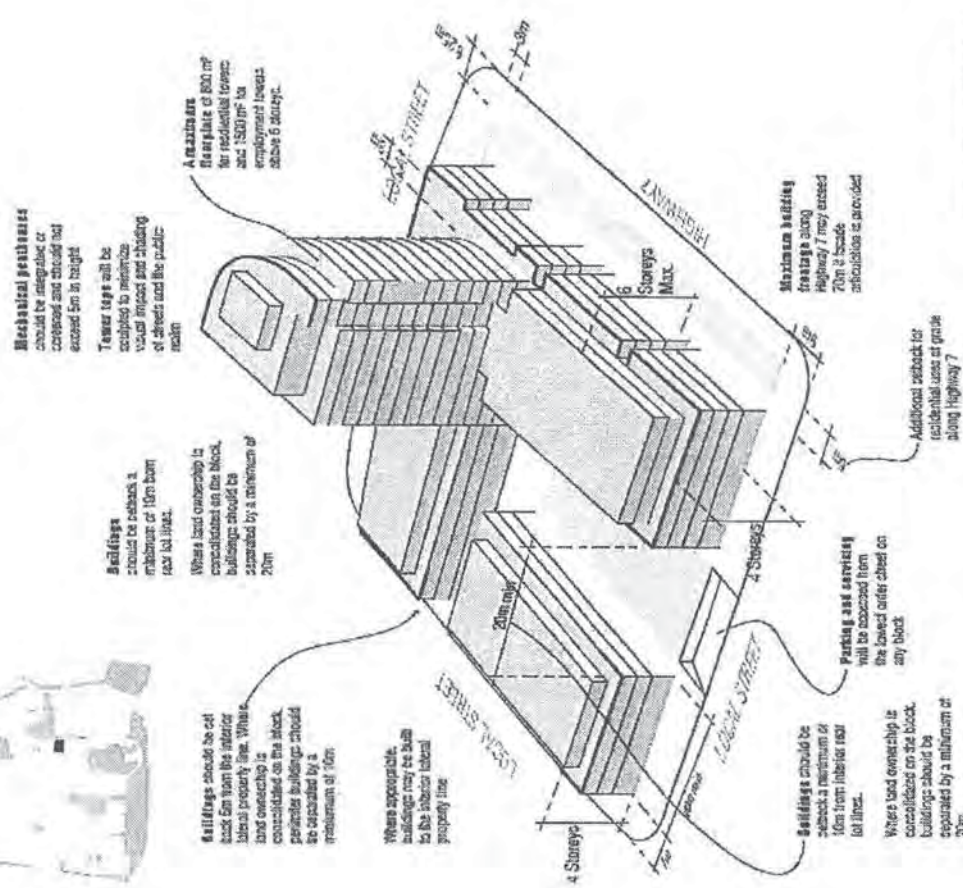 Mechanical penthouses
should be integrated or
screened and should not
exceed 5m in height
Tower tops will be
sculpted to minimize
visual impact and shading
of streets and the public
realm
A maximum
floorplate of 800 m²
for residential towers
and 1500 m² for
employment towers
above 6 storeys.
Buildings
should be setback a
minimum of 10m from
rear lot lines.
Where land ownership is
consolidated on the block,
buildings should be
separated by a minimum of
20m
Buildings should be set
back 5m from the interior
lateral property line. Where
land ownership is
consolidated on the block,
perimeter buildings should
be separated by a
minimum of 10m
Where appropriate,
buildings may be built
to the interior lateral
property line
LOCAL STREET
STREET
3m
HIGHWAY 7
6
Storeys
Max.
20m min
4 Storeys
4 Storeys
LOCAL STREET
Maximum building
frontage along
Highway 7 may exceed
70m if facade
articulation is provided
Additional setback for
residential uses at grade
along Highway 7
Parking and servicing
will be accessed from
the lowest order street on
any block
Buildings should be
setback a minimum or
10m from interior rear
lot lines.
Where land ownership is
consolidated on the block,
buildings should be
separated by a minimum of
20m